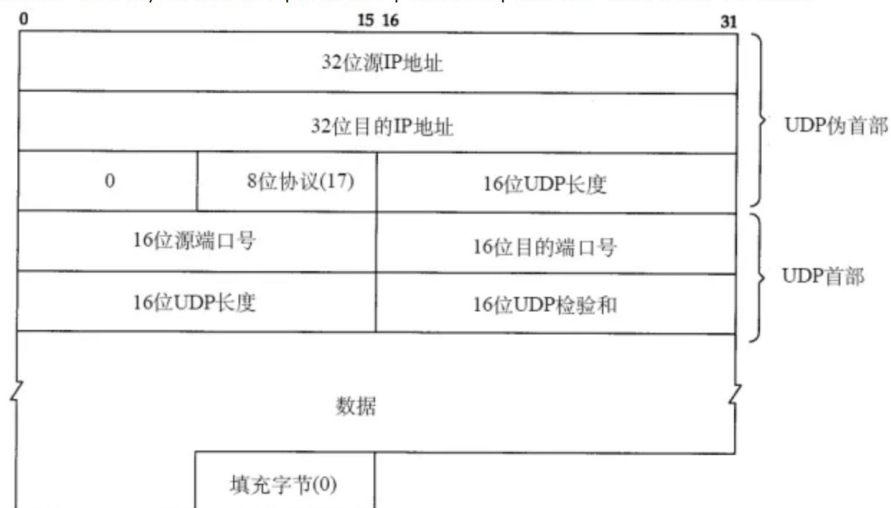 0 15 16 31
32位源IP地址
32位目的IP地址
UDP伪首部
0 8位协议(17) 16位UDP长度
16位源端口号 16位目的端口号
UDP首部
16位UDP长度 16位UDP检验和
数据
填充字节(0)